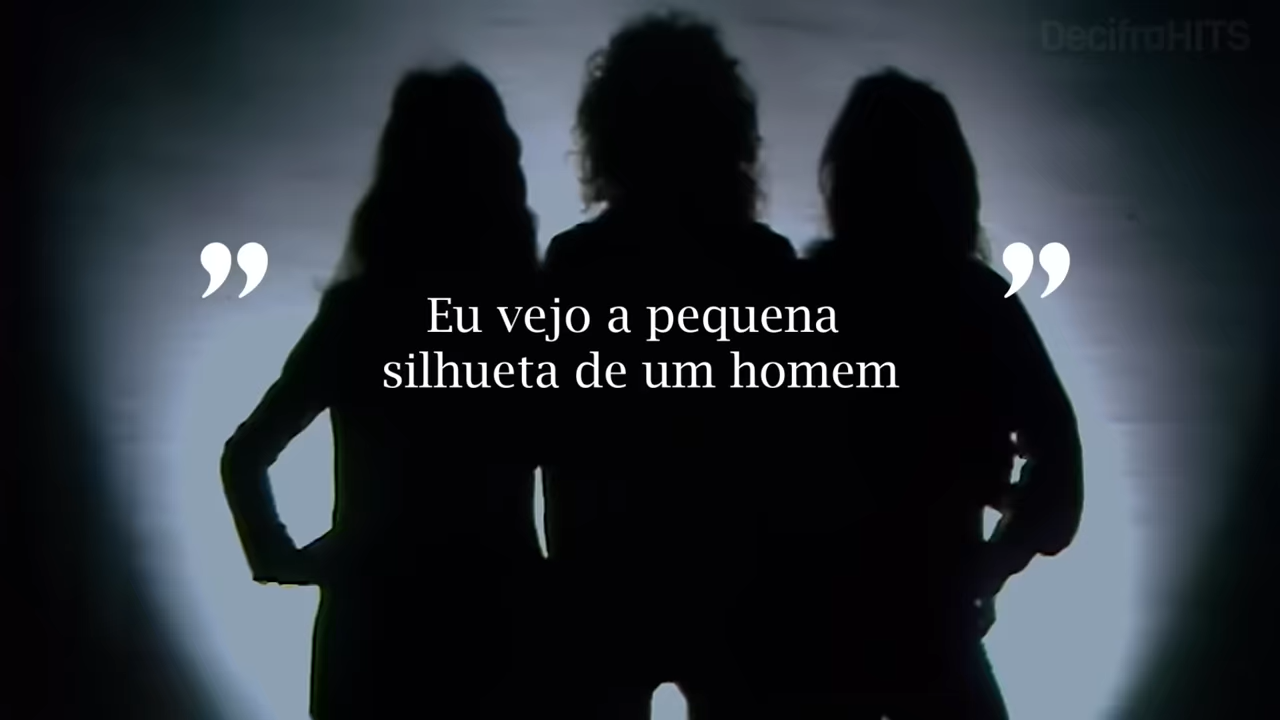 DecifraHITS
”
”
Eu vejo a pequena
silhueta de um homem